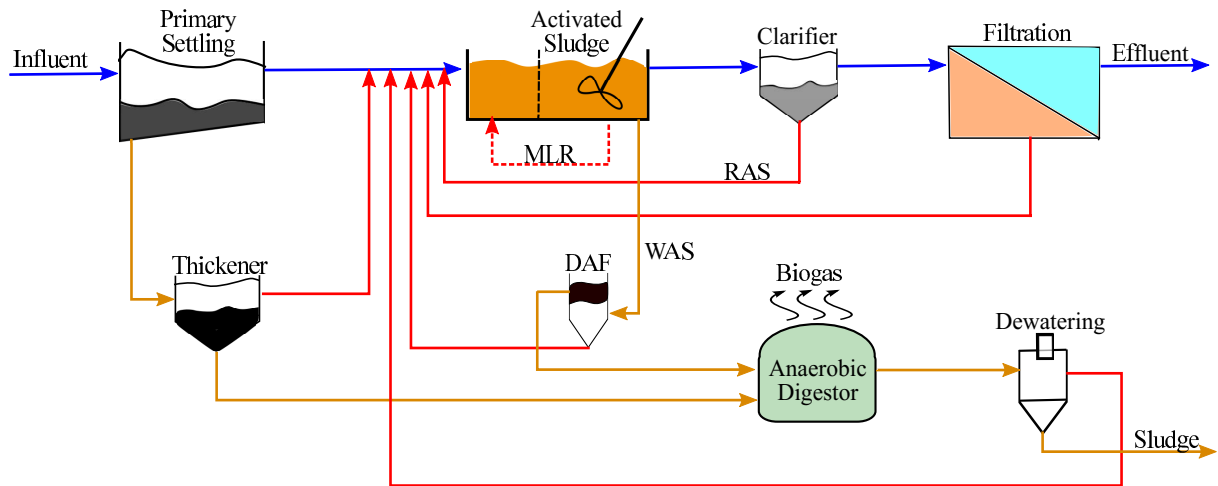 Influent
Primary
Settling
Activated
Sludge
Clarifier
Filtration
Effluent
MLR
RAS
Thickener
DAF
WAS
Biogas
Anaerobic
Digestor
Dewatering
Sludge